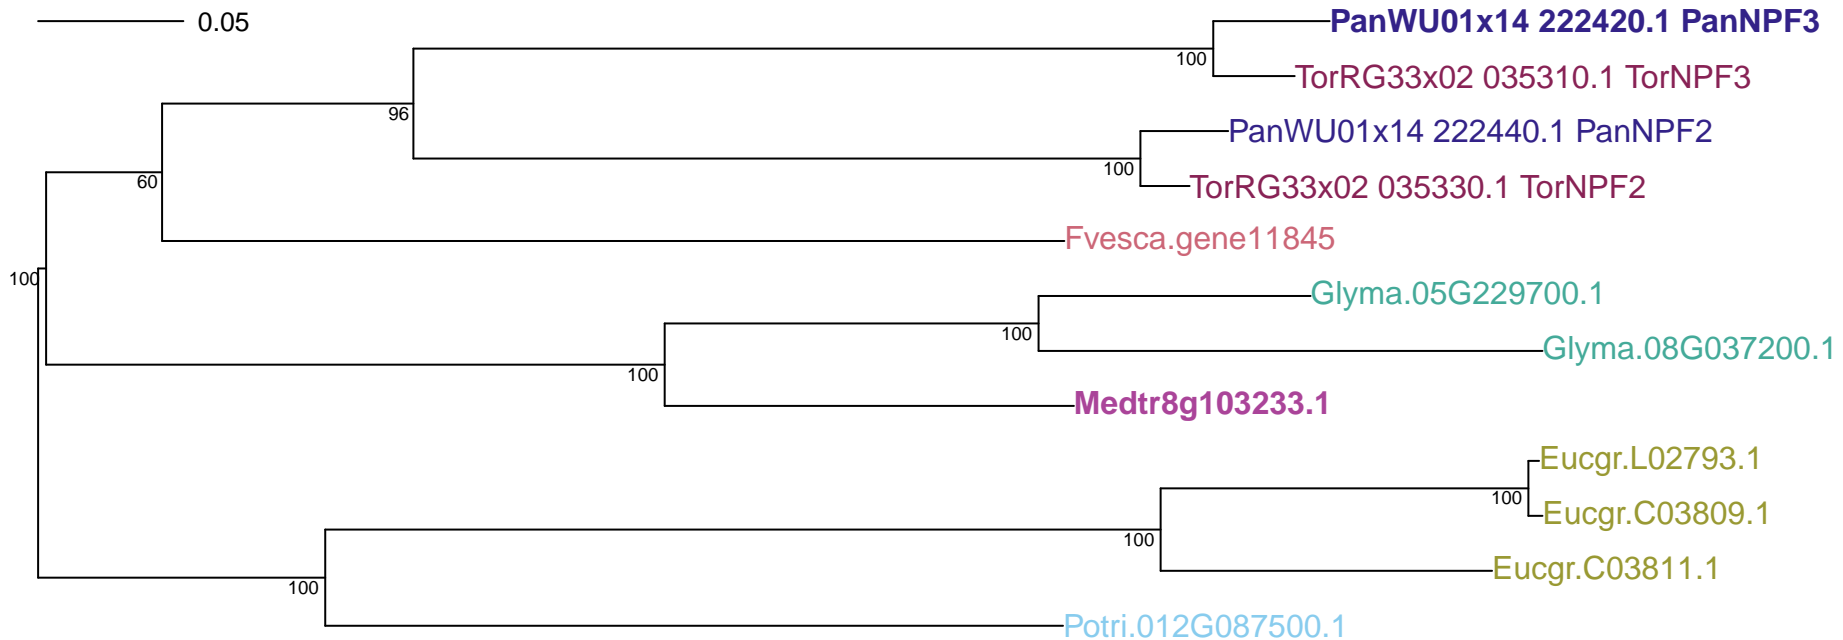 0.05
PanWU01x14 222420.1 PanNPF3
100
TorRG33x02 035310.1 TorNPF3
96
PanWU01x14 222440.1 PanNPF2
100
60
TorRG33x02 035330.1 TorNPF2
Fvesca.gene11845
100
Glyma.05G229700.1
100
Glyma.08G037200.1
100
Medtr8g103233.1
Eucgr.L02793.1
100
Eucgr.C03809.1
100
Eucgr.C03811.1
100
Potri.012G087500.1